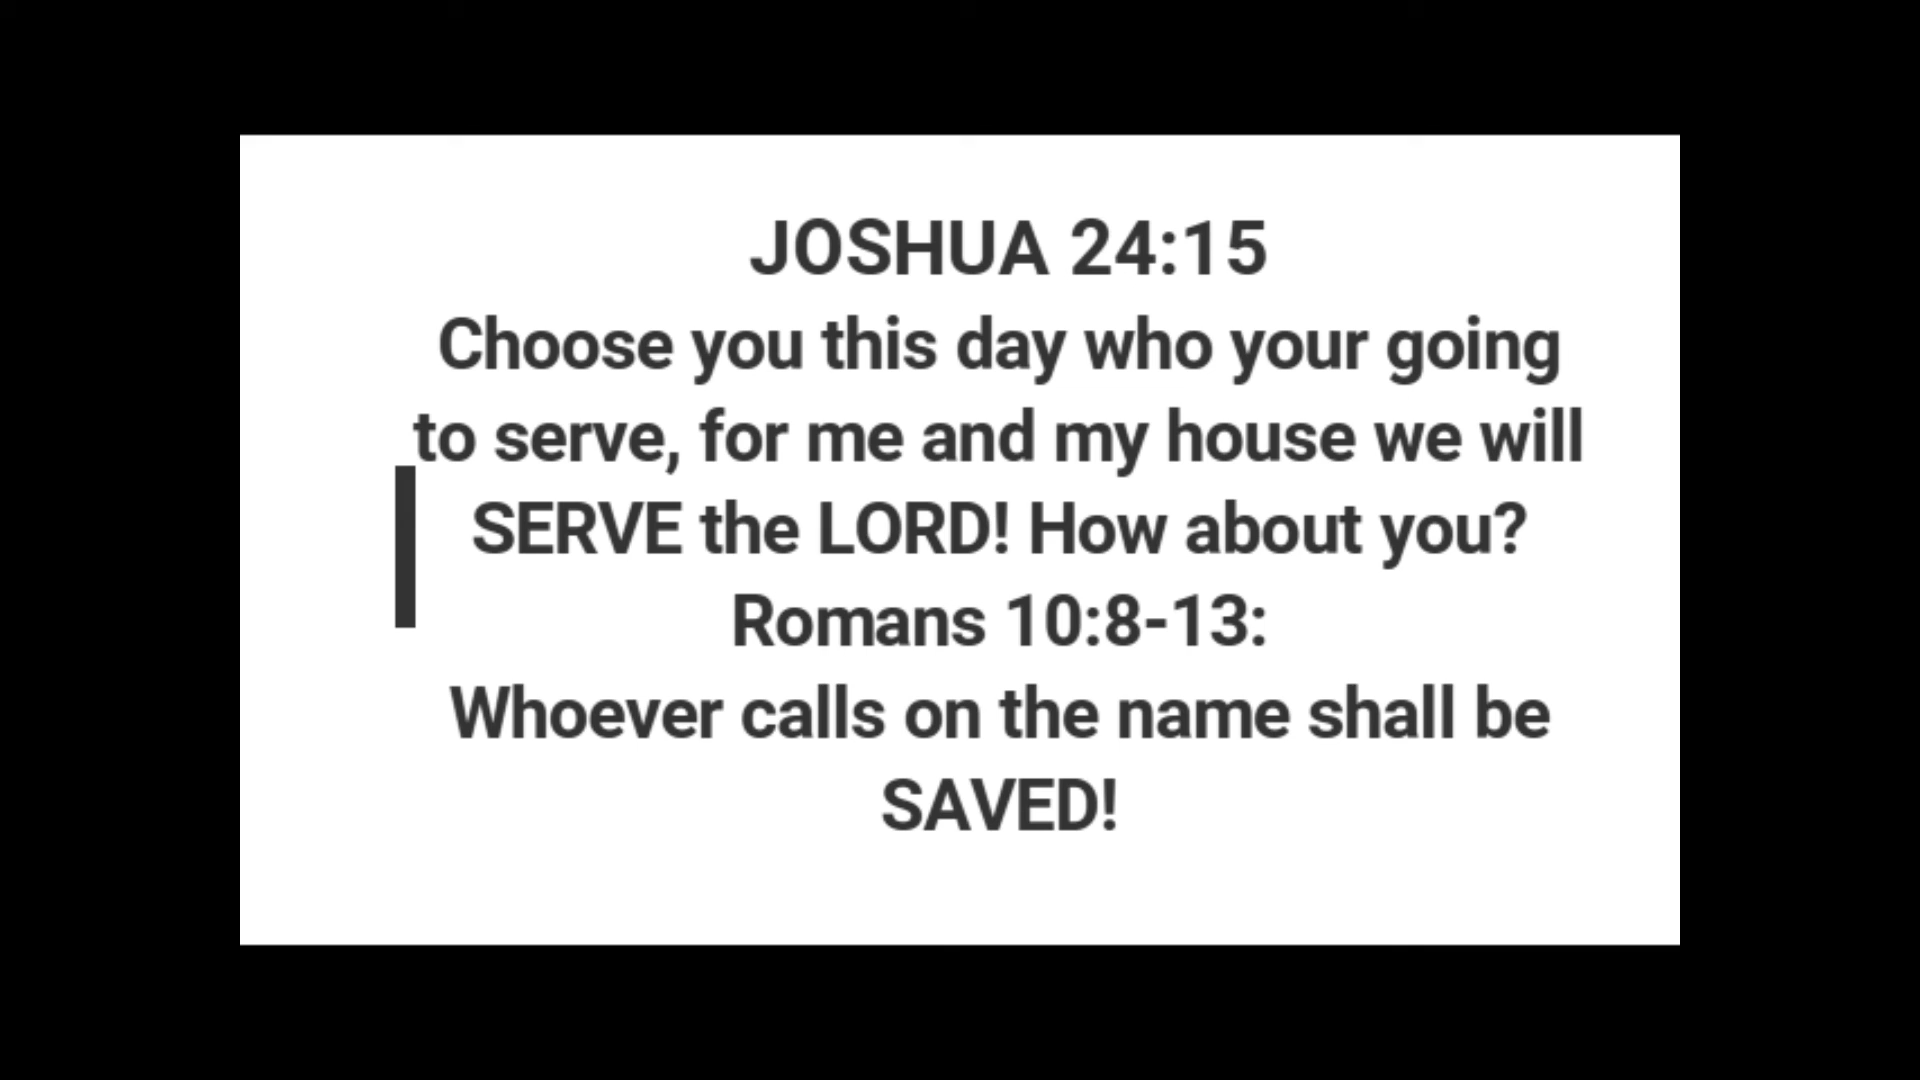 JOSHUA 24:15
Choose you this day who your going
to serve, for me and my house we will
SERVE the LORD! How about you?
Romans 10:8-13:
Whoever calls on the name shall be
SAVED!